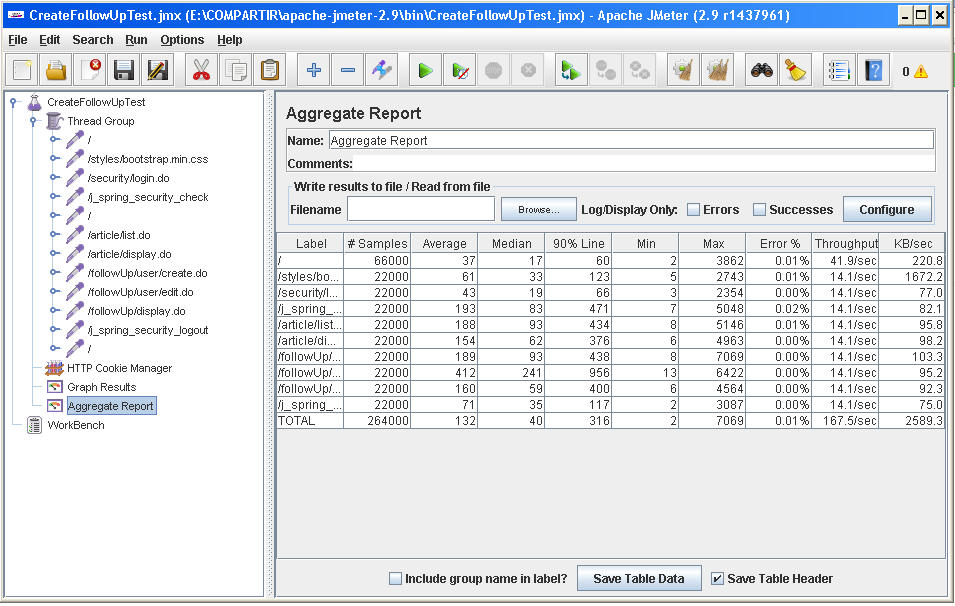 CreateFollowUpTest.jmx (E:\COMPARTIR\apache-jmeter-2.9\bin\CreateFollowUpTest.jmx) - Apache JMeter (2.9 r1437961)
File Edit Search Run Options Help
0
CreateFollowUpTest
Thread Group
/
/styles/bootstrap.min.css
/security/login.do
/j_spring_security_check
/
/article/list.do
/article/display.do
/followUp/user/create.do
/followUp/user/edit.do
/followUp/display.do
/j_spring_security_logout
/
HTTP Cookie Manager
Graph Results
Aggregate Report
WorkBench
Aggregate Report
Name: Aggregate Report
Comments:
Write results to file / Read from file
Filename Browse... Log/Display Only: Errors Successes Configure
Label # Samples Average Median 90% Line Min Max Error % Throughput KB/sec
/ 66000 37 17 60 2 3862 0.01% 41.9/sec 220.8
/styles/bo... 22000 61 33 123 5 2743 0.01% 14.1/sec 1672.2
/security/l... 22000 43 19 66 3 2354 0.00% 14.1/sec 77.0
/j_spring_... 22000 193 83 471 7 5048 0.02% 14.1/sec 82.1
/article/list... 22000 188 93 434 8 5146 0.01% 14.1/sec 95.8
/article/di... 22000 154 62 376 6 4963 0.01% 14.1/sec 98.2
/followUp/... 22000 189 93 438 8 7069 0.01% 14.1/sec 103.3
/followUp/... 22000 412 241 956 13 6422 0.01% 14.1/sec 95.2
/followUp/... 22000 160 59 400 6 4564 0.01% 14.1/sec 92.3
/j_spring_... 22000 71 35 117 2 3087 0.00% 14.1/sec 75.0
TOTAL 264000 132 40 316 2 7069 0.01% 167.5/sec 2589.3
Include group name in label? Save Table Data Save Table Header